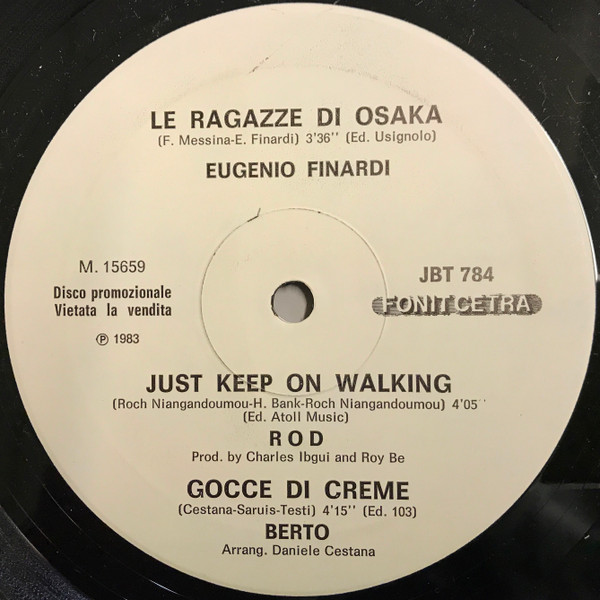 LE RAGAZZE DI OSAKA
(F. Messina-E. Finardi) 3'36'' (Ed. Usignolo)
EUGENIO FINARDI
M. 15659
Disco promozionale
Vietata la vendita
℗ 1983
JBT 784
FONIT CETRA
JUST KEEP ON WALKING
(Roch Niangandoumou-H. Bank-Roch Niangandoumou) 4'05''
(Ed. Atoll Music)
ROD
Prod. by Charles Ibgui and Roy Be
GOCCE DI CREME
(Cestana-Saruis-Testi) 4'15'' (Ed. 103)
BERTO
Arrang. Daniele Cestana